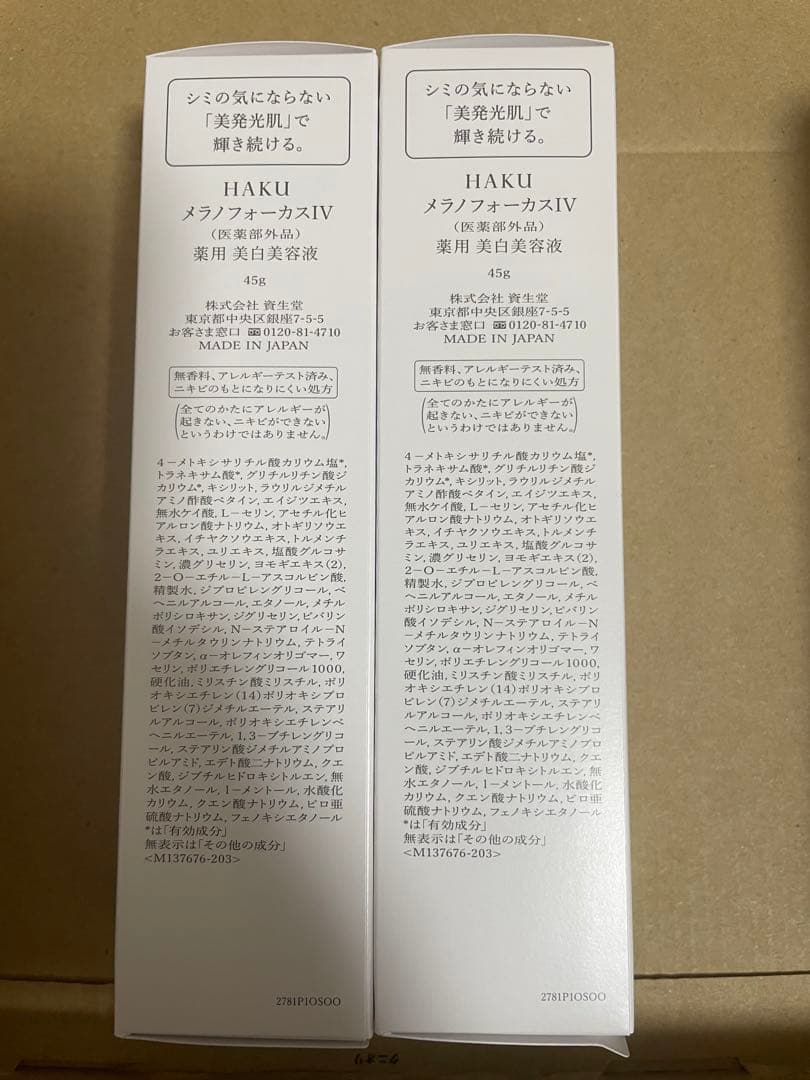 シミの気にならない
「美発光肌」で
輝き続ける。
HAKU
メラノフォーカスIV
(医薬部外品)
薬用 美白美容液
45g
株式会社 資生堂
東京都中央区銀座7-5-5
お客さま窓口 0120-81-4710
MADE IN JAPAN
無香料、アレルギーテスト済み、
ニキビのもとになりにくい処方
(全てのかたにアレルギーが
起きない、ニキビができない
というわけではありません。)
4-メトキシサリチル酸カリウム塩*,
トラネキサム酸*, グリチルリチン酸ジ
カリウム*, キシリット, ラウリルジメチル
アミノ酢酸ベタイン, エイジツエキス,
無水ケイ酸, L-セリン, アセチル化ヒ
アルロン酸ナトリウム, オトギリソウエ
キス, イチヤクソウエキス, トルメンチ
ラエキス, ユリエキス, 塩酸グルコサ
ミン, 濃グリセリン, ヨモギエキス(2),
2-O-エチル-L-アスコルビン酸,
精製水, ジプロピレングリコール, ベ
ヘニルアルコール, エタノール, メチル
ポリシロキサン, ジグリセリン, ピバリン
酸イソデシル, N-ステアロイル-N
-メチルタウリンナトリウム, テトライ
ソブタン, α-オレフィンオリゴマー, ワ
セリン, ポリエチレングリコール1000,
硬化油, ミリスチン酸ミリスチル, ポリ
オキシエチレン(14)ポリオキシプロ
ピレン(7)ジメチルエーテル, ステアリ
ルアルコール, ポリオキシエチレンベ
ヘニルエーテル, 1,3-ブチレングリコ
ール, ステアリン酸ジメチルアミノプロ
ピルアミド, エデト酸二ナトリウム, クエ
ン酸, ジブチルヒドロキシトルエン, 無
水エタノール, l-メントール, 水酸化
カリウム, クエン酸ナトリウム, ピロ亜
硫酸ナトリウム, フェノキシエタノール
*は「有効成分」
無表示は「その他の成分」
<M137676-203>
2781P1OSOO
シミの気にならない
「美発光肌」で
輝き続ける。
HAKU
メラノフォーカスIV
(医薬部外品)
薬用 美白美容液
45g
株式会社 資生堂
東京都中央区銀座7-5-5
お客さま窓口 0120-81-4710
MADE IN JAPAN
無香料、アレルギーテスト済み、
ニキビのもとになりにくい処方
(全てのかたにアレルギーが
起きない、ニキビができない
というわけではありません。)
4-メトキシサリチル酸カリウム塩*,
トラネキサム酸*, グリチルリチン酸ジ
カリウム*, キシリット, ラウリルジメチル
アミノ酢酸ベタイン, エイジツエキス,
無水ケイ酸, L-セリン, アセチル化ヒ
アルロン酸ナトリウム, オトギリソウエ
キス, イチヤクソウエキス, トルメンチ
ラエキス, ユリエキス, 塩酸グルコサ
ミン, 濃グリセリン, ヨモギエキス(2),
2-O-エチル-L-アスコルビン酸,
精製水, ジプロピレングリコール, ベ
ヘニルアルコール, エタノール, メチル
ポリシロキサン, ジグリセリン, ピバリン
酸イソデシル, N-ステアロイル-N
-メチルタウリンナトリウム, テトライ
ソブタン, α-オレフィンオリゴマー, ワ
セリン, ポリエチレングリコール1000,
硬化油, ミリスチン酸ミリスチル, ポリ
オキシエチレン(14)ポリオキシプロ
ピレン(7)ジメチルエーテル, ステアリ
ルアルコール, ポリオキシエチレンベ
ヘニルエーテル, 1,3-ブチレングリコ
ール, ステアリン酸ジメチルアミノプロ
ピルアミド, エデト酸二ナトリウム, クエン
酸, ジブチルヒドロキシトルエン, 無
水エタノール, l-メントール, 水酸化
カリウム, クエン酸ナトリウム, ピロ亜
硫酸ナトリウム, フェノキシエタノール
*は「有効成分」
無表示は「その他の成分」
<M137676-203>
2781P1OSOO
クニオリ